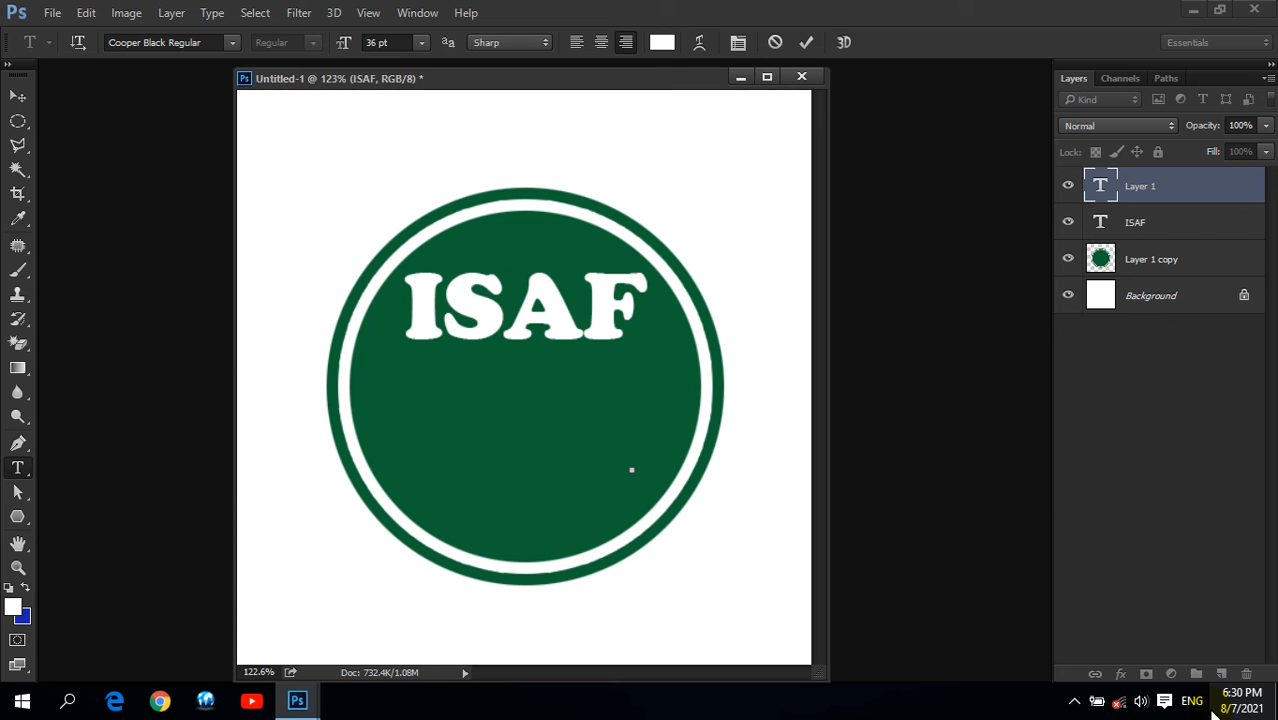 Ps File Edit Image Layer Type Select Filter 3D View Window Help
T Cooper Black Regular Regular 36 pt Sharp 3D Essentials
Ps Untitled-1 @ 123% (ISAF, RGB/8) *
Layers Channels Paths
Kind
Normal Opacity: 100%
Lock: Fill: 100%
T Layer 1
T ISAF
Layer 1 copy
Background
ISAF
122.6% Doc: 732.4K/1.08M
Ps ENG 6:30 PM
8/7/2021